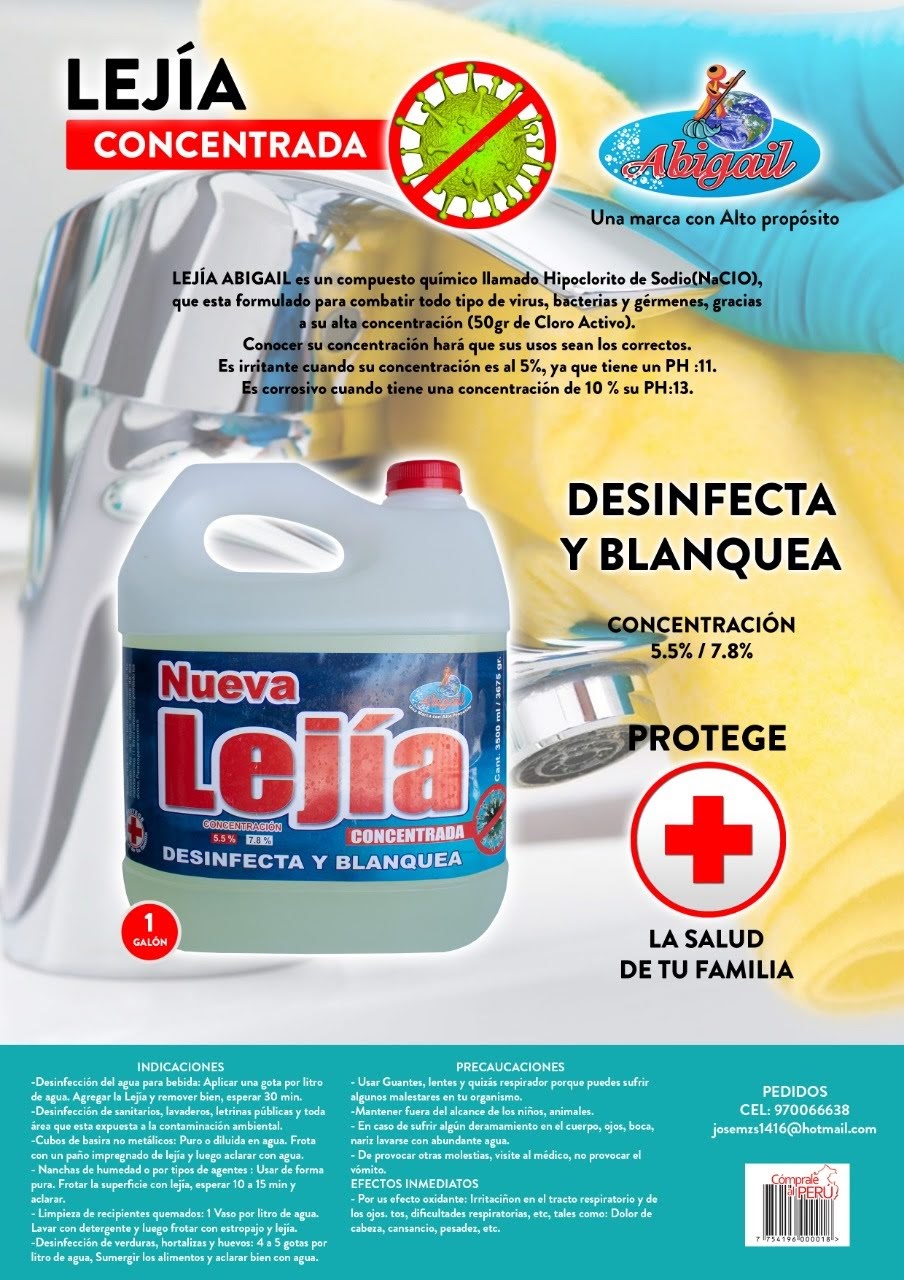 LEJÍA
CONCENTRADA
Abigail
Una marca con Alto propósito
LEJÍA ABIGAIL es un compuesto químico llamado Hipoclorito de Sodio(NaClO),
que esta formulado para combatir todo tipo de virus, bacterias y gérmenes, gracias
a su alta concentración (50gr de Cloro Activo).
Conocer su concentración hará que sus usos sean los correctos.
Es irritante cuando su concentración es al 5%, ya que tiene un PH :11.
Es corrosivo cuando tiene una concentración de 10 % su PH:13.
DESINFECTA
Y BLANQUEA
CONCENTRACIÓN
5.5% / 7.8%
Nueva
Abigail
Una Marca con Alto Propósito
Lejía
Cant. 3500 ml / 3675 gr.
CONCENTRACIÓN
5.5 % 7.8 %
CONCENTRADA
DESINFECTA Y BLANQUEA
1
GALÓN
PROTEGE
LA SALUD
DE TU FAMILIA
INDICACIONES
-Desinfección del agua para bebida: Aplicar una gota por litro
de agua. Agregar la Lejía y remover bien, esperar 30 min.
-Desinfección de sanitarios, lavaderos, letrinas públicas y toda
área que esta expuesta a la contaminación ambiental.
-Cubos de basira no metálicos: Puro o diluida en agua. Frota
con un paño impregnado de lejía y luego aclarar con agua.
- Nanchas de humedad o por tipos de agentes : Usar de forma
pura. Frotar la superficie con lejía, esperar 10 a 15 min y
aclarar.
- Limpieza de recipientes quemados: 1 Vaso por litro de agua.
Lavar con detergente y luego frotar con estropajo y lejía.
-Desinfección de verduras, hortalizas y huevos: 4 a 5 gotas por
litro de agua, Sumergir los alimentos y aclarar bien con agua.
PRECAUCACIONES
- Usar Guantes, lentes y quizás respirador porque puedes sufrir
algunos malestares en tu organismo.
-Mantener fuera del alcance de los niños, animales.
- En caso de sufrir algún deramamiento en el cuerpo, ojos, boca,
nariz lavarse con abundante agua.
- De provocar otras molestias, visite al médico, no provocar el
vómito.
EFECTOS INMEDIATOS
- Por us efecto oxidante: Irritaciñon en el tracto respiratorio y de
los ojos. tos, dificultades respiratorias, etc, tales como: Dolor de
cabeza, cansancio, pesadez, etc.
PEDIDOS
CEL: 970066638
josemzs1416@hotmail.com
Cómprale
al PERÚ
7 754196 000018 >